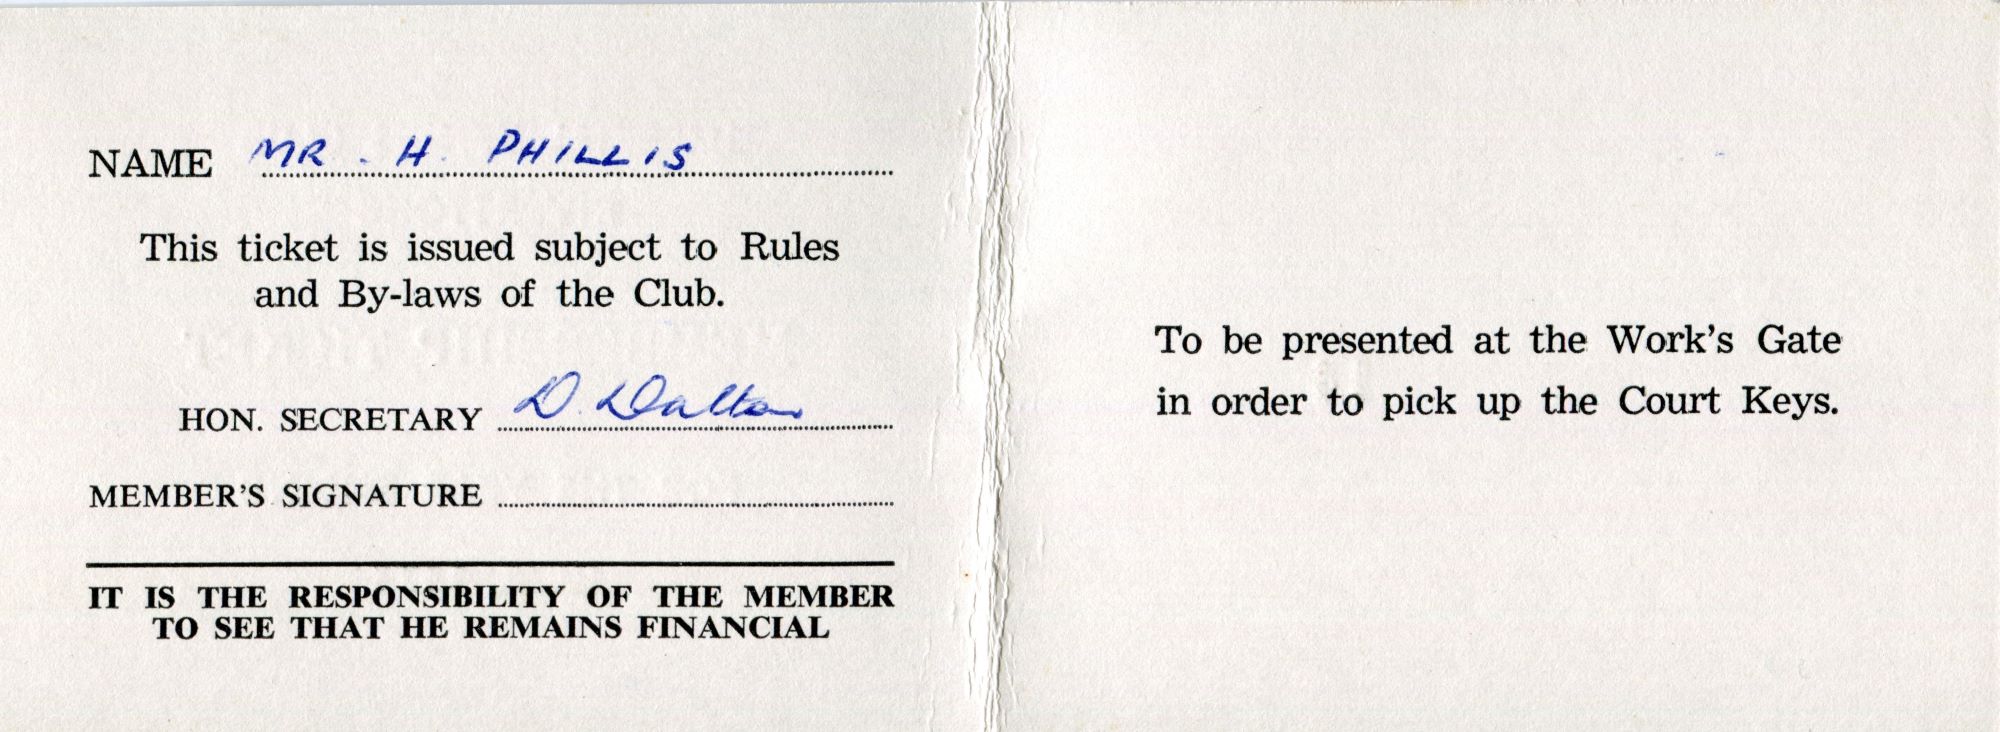 NAME MR. H. PHILLIS
This ticket is issued subject to Rules
and By-laws of the Club.
HON. SECRETARY D. Dalton
MEMBER'S SIGNATURE
IT IS THE RESPONSIBILITY OF THE MEMBER
TO SEE THAT HE REMAINS FINANCIAL
To be presented at the Work's Gate
in order to pick up the Court Keys.